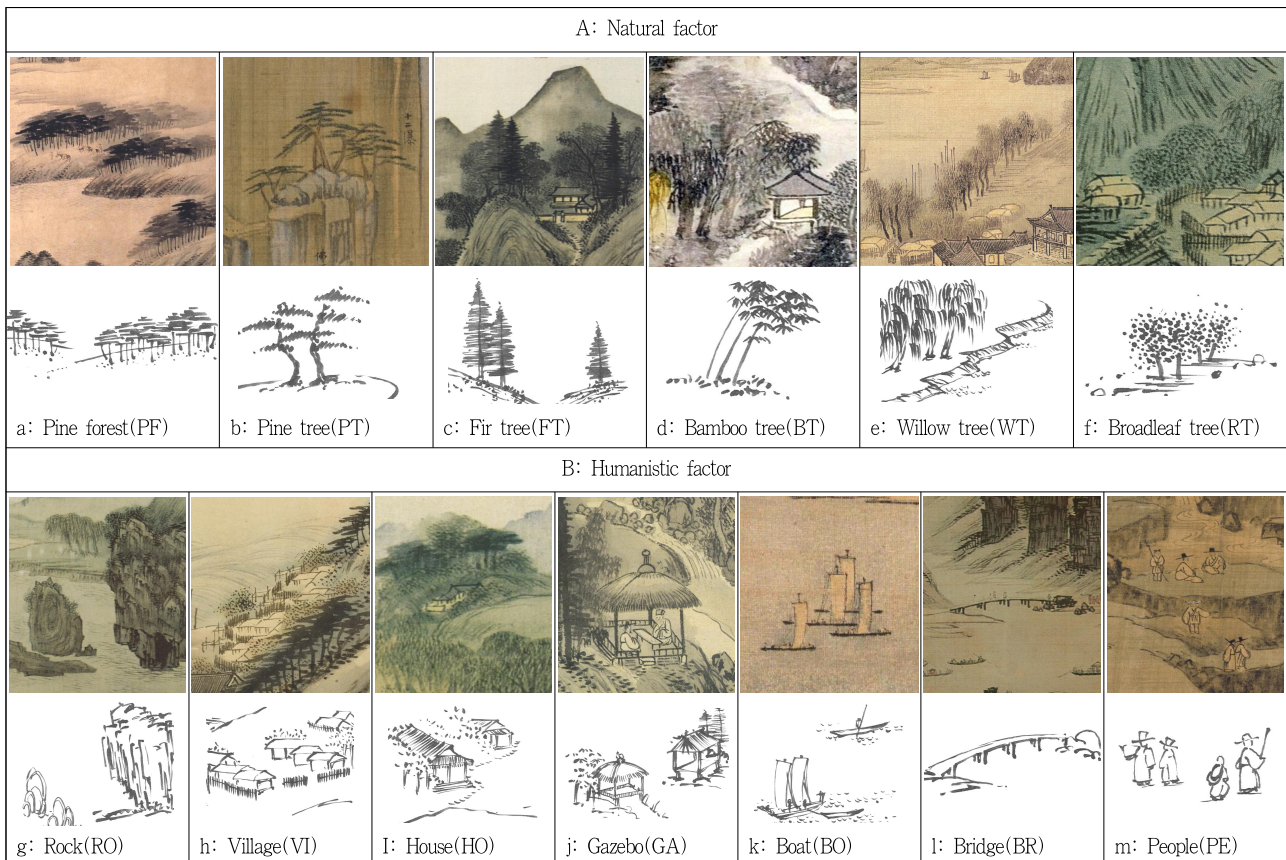 A: Natural factor
a: Pine forest(PF)
b: Pine tree(PT)
c: Fir tree(FT)
d: Bamboo tree(BT)
e: Willow tree(WT)
f: Broadleaf tree(RT)
B: Humanistic factor
g: Rock(RO)
h: Village(VI)
I: House(HO)
j: Gazebo(GA)
k: Boat(BO)
l: Bridge(BR)
m: People(PE)